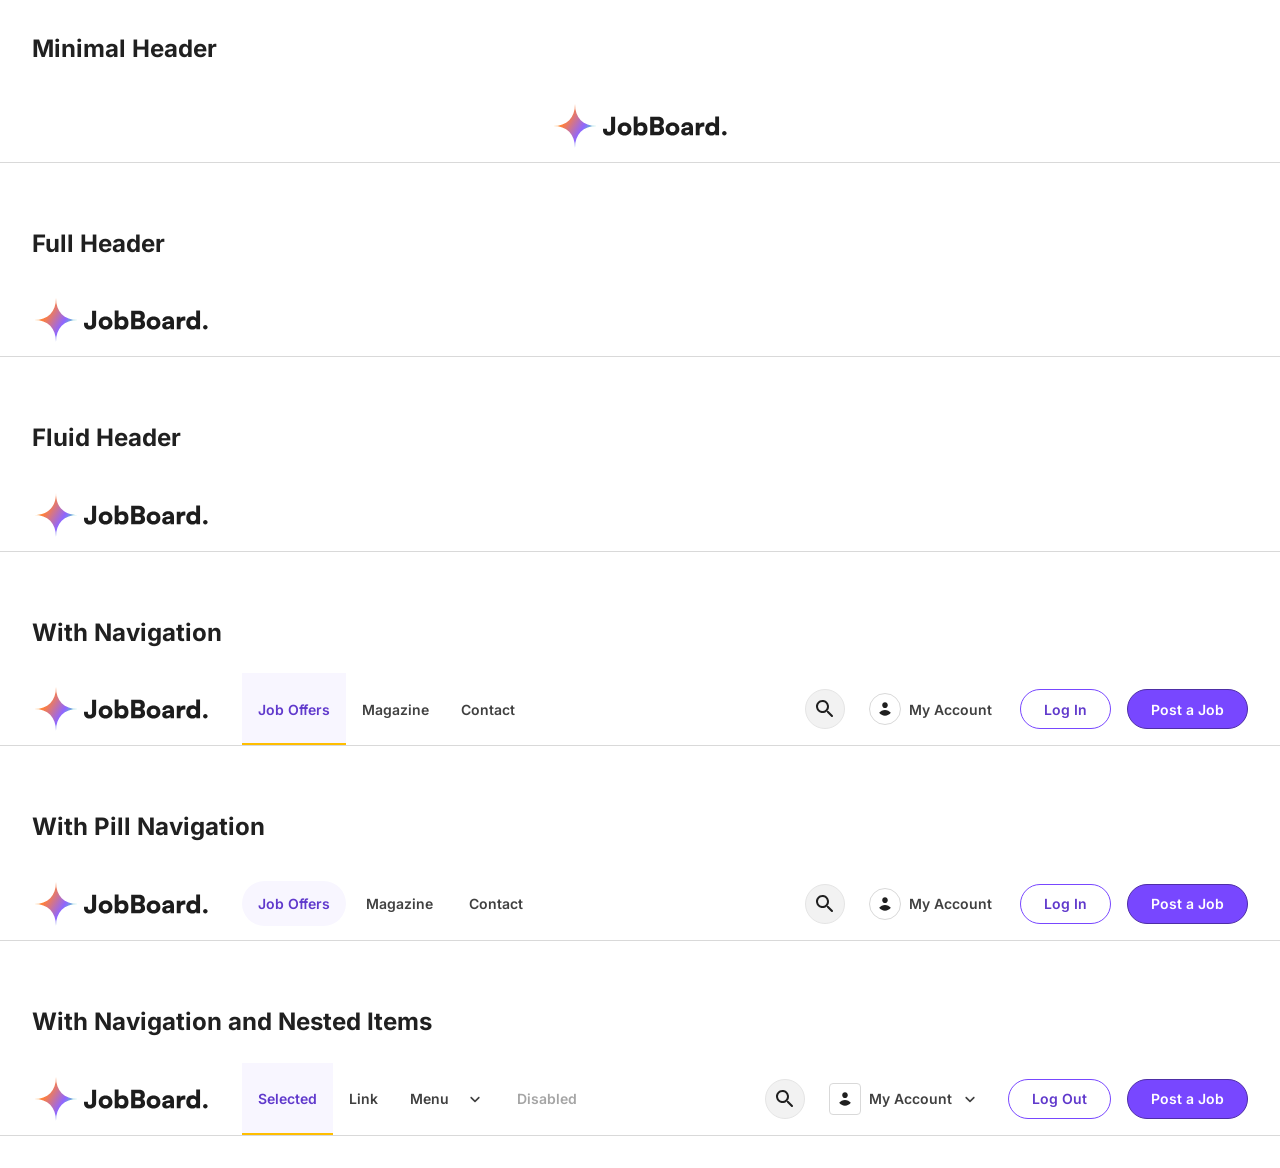 Minimal Header
JobBoard.
Full Header
JobBoard.
Fluid Header
JobBoard.
With Navigation
JobBoard. Job Offers Magazine Contact My Account Log In Post a Job
With Pill Navigation
JobBoard. Job Offers Magazine Contact My Account Log In Post a Job
With Navigation and Nested Items
JobBoard. Selected Link Menu Disabled My Account Log Out Post a Job